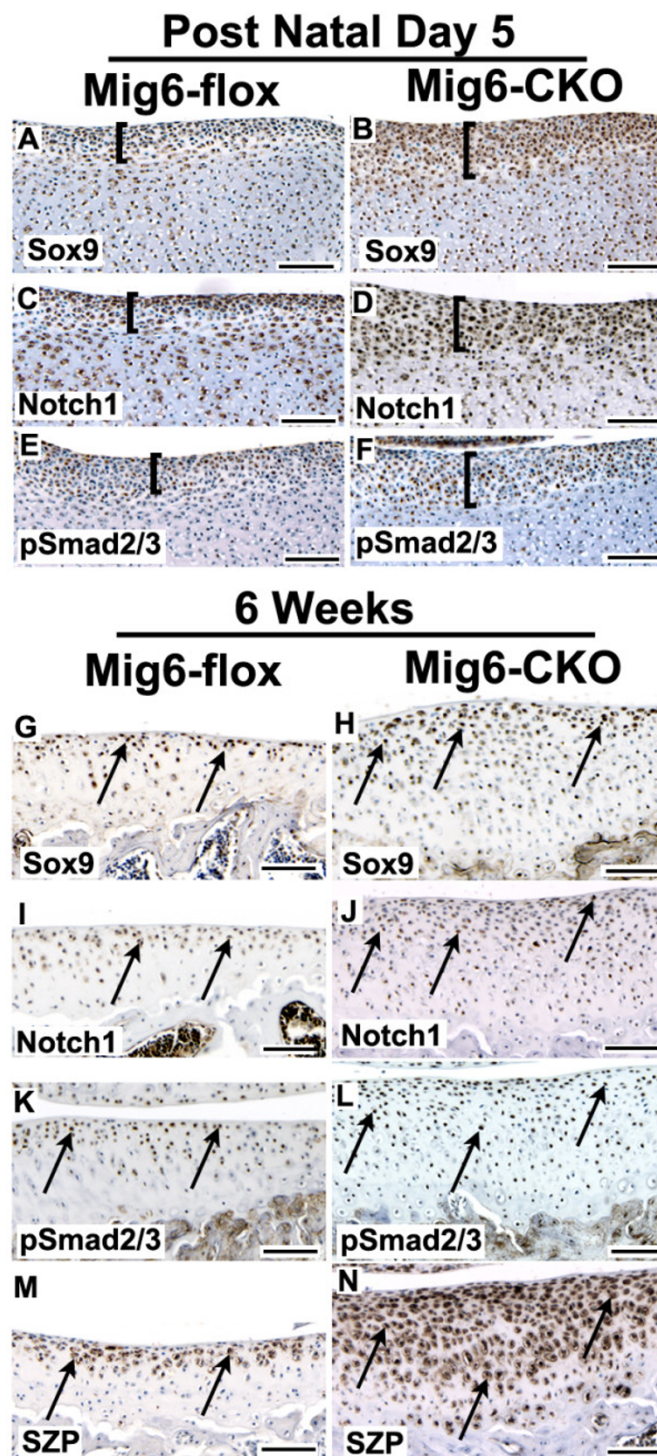 Post Natal Day 5
Mig6-flox Mig6-CKO
A B
Sox9 Sox9
C D
Notch1 Notch1
E F
pSmad2/3 pSmad2/3
6 Weeks
Mig6-flox Mig6-CKO
G H
Sox9 Sox9
I J
Notch1 Notch1
K L
pSmad2/3 pSmad2/3
M N
SZP SZP